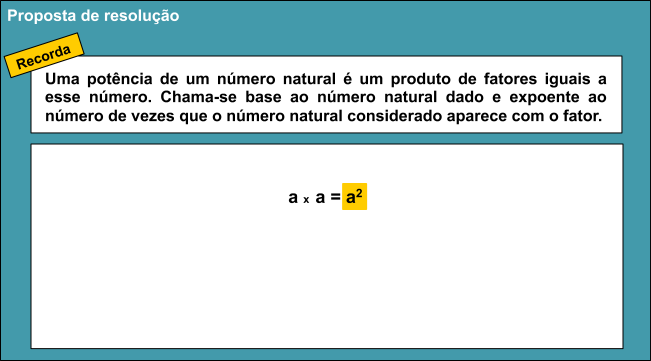 Proposta de resolução
Recorda
Uma potência de um número natural é um produto de fatores iguais a
esse número. Chama-se base ao número natural dado e expoente ao
número de vezes que o número natural considerado aparece com o fator.
a x a = a²